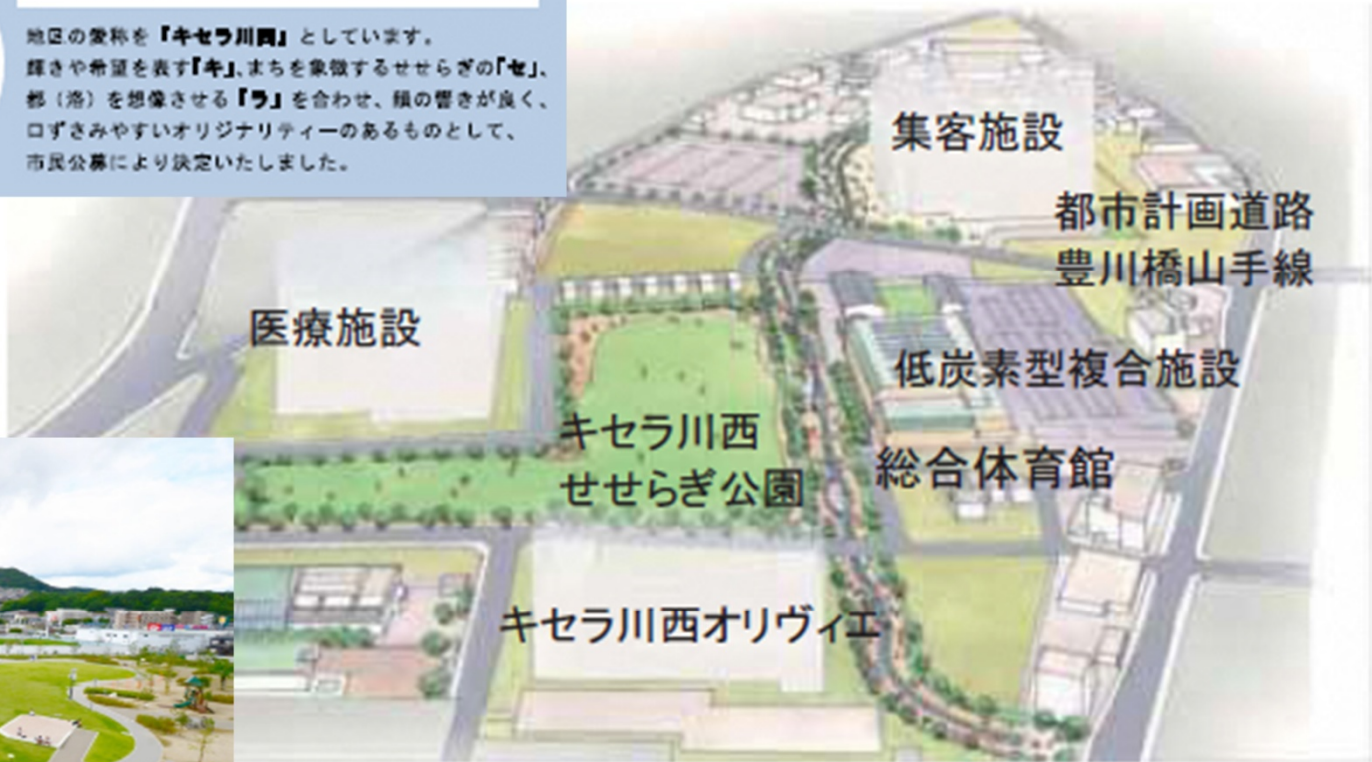 地区の愛称を『キセラ川西』としています。
輝きや希望を表す『キ』、まちを象徴するせせらぎの「セ」、
都（洛）を想像させる『ラ』を合わせ、韻の響きが良く、
口ずさみやすいオリジナリティーのあるものとして、
市民公募により決定いたしました。
集客施設
都市計画道路
豊川橋山手線
医療施設
低炭素型複合施設
キセラ川西
せせらぎ公園
総合体育館
キセラ川西オリヴィエ